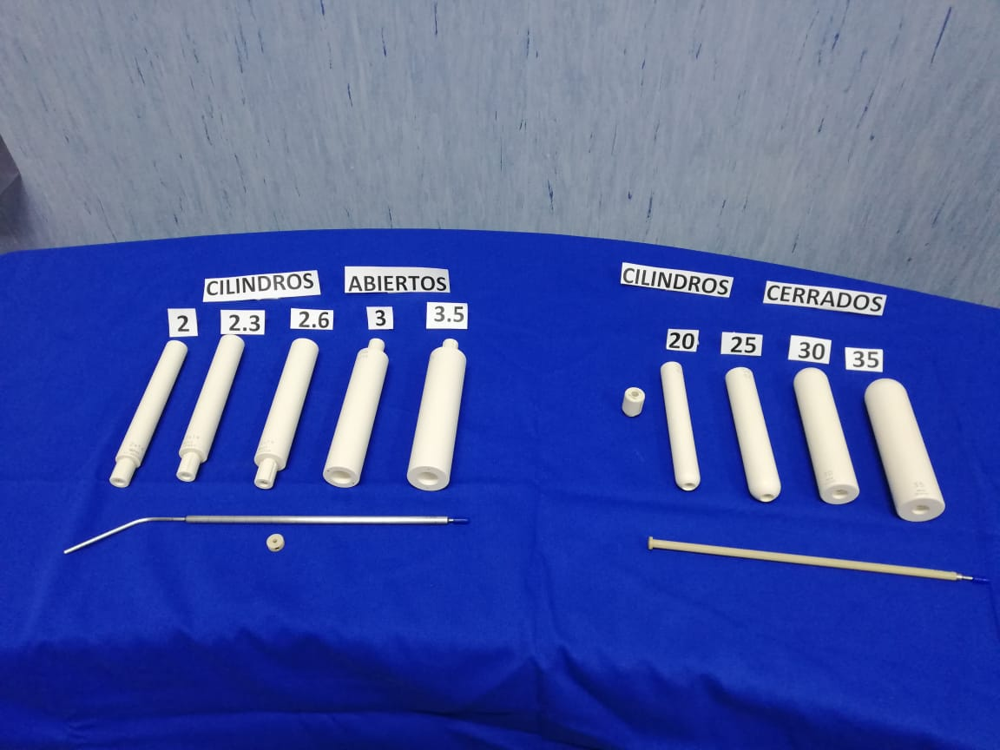 CILINDROS ABIERTOS
2 2.3 2.6 3 3.5
CILINDROS CERRADOS
20 25 30 35